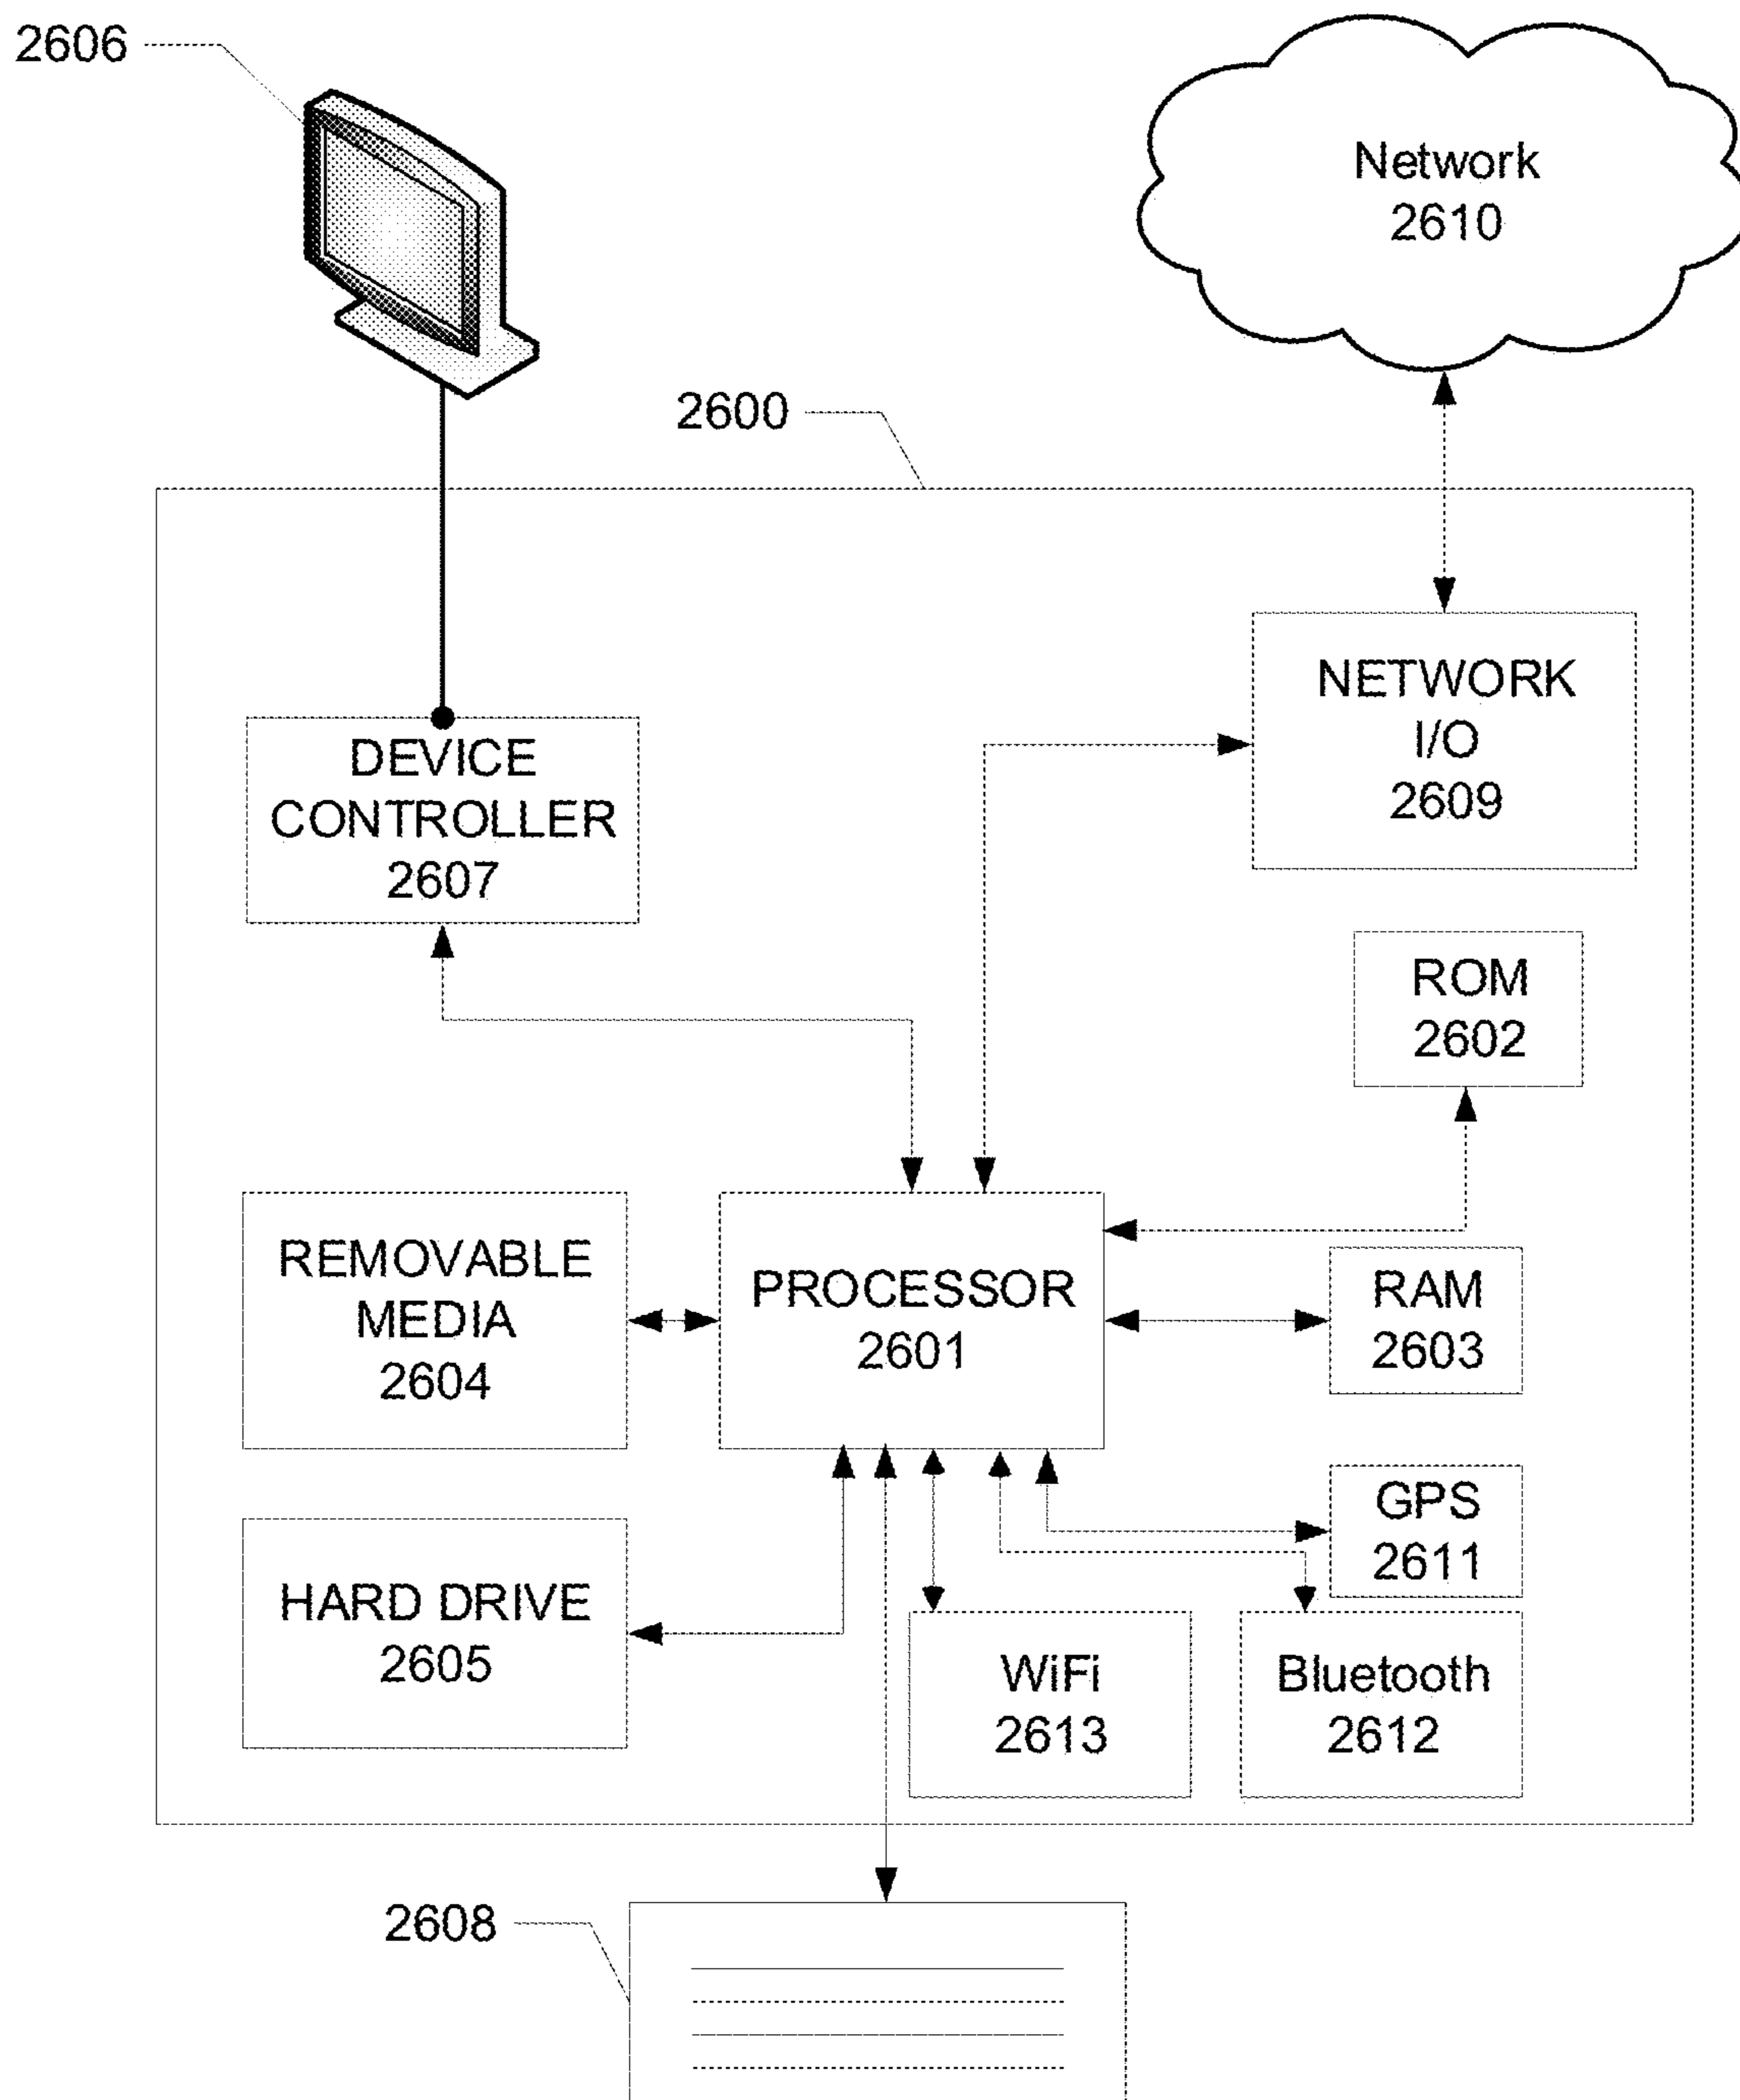 2606
Network
2610
2600
NETWORK
I/O
2609
DEVICE
CONTROLLER
2607
ROM
2602
REMOVABLE
MEDIA
2604
PROCESSOR
2601
RAM
2603
GPS
2611
HARD DRIVE
2605
WiFi
2613
Bluetooth
2612
2608